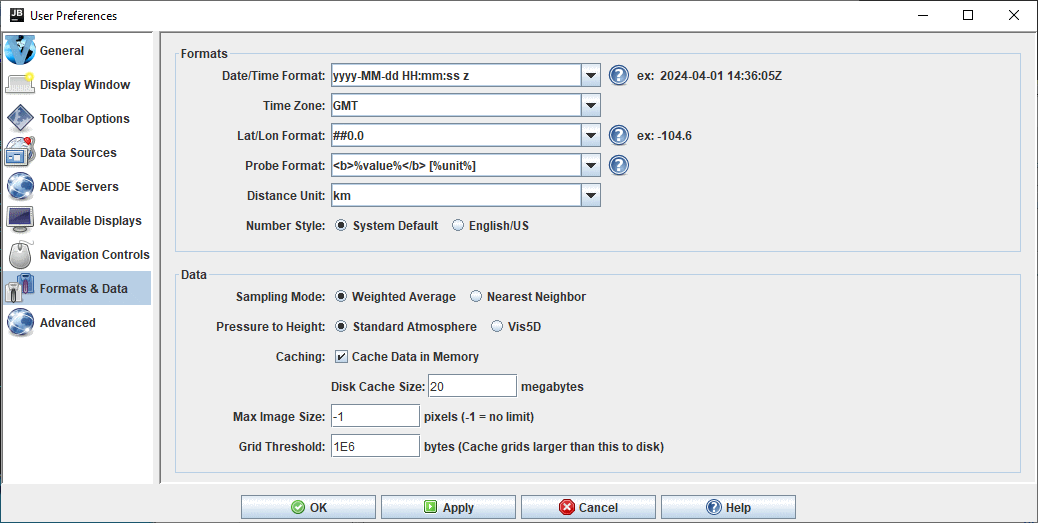 JB
User Preferences
General
Display Window
Toolbar Options
Data Sources
ADDE Servers
Available Displays
Navigation Controls
Formats & Data
Advanced
Formats
Date/Time Format: yyyy-MM-dd HH:mm:ss z ? ex: 2024-04-01 14:36:05Z
Time Zone: GMT
Lat/Lon Format: ##0.0 ? ex: -104.6
Probe Format: <b>%value%</b> [%unit%] ?
Distance Unit: km
Number Style: System Default English/US
Data
Sampling Mode: Weighted Average Nearest Neighbor
Pressure to Height: Standard Atmosphere Vis5D
Caching: Cache Data in Memory
Disk Cache Size: 20 megabytes
Max Image Size: -1 pixels (-1 = no limit)
Grid Threshold: 1E6 bytes (Cache grids larger than this to disk)
OK Apply Cancel ? Help